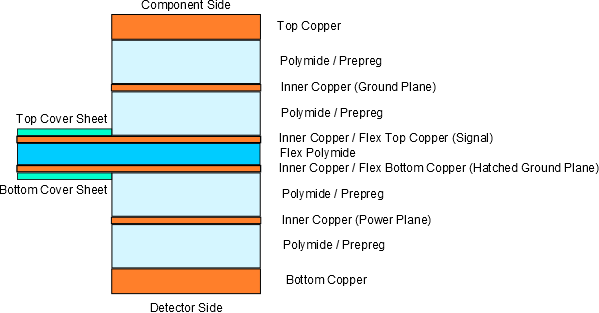 Component Side
Top Copper
Polymide / Prepreg
Inner Copper (Ground Plane)
Polymide / Prepreg
Top Cover Sheet
Inner Copper / Flex Top Copper (Signal)
Flex Polymide
Inner Copper / Flex Bottom Copper (Hatched Ground Plane)
Bottom Cover Sheet
Polymide / Prepreg
Inner Copper (Power Plane)
Polymide / Prepreg
Bottom Copper
Detector Side